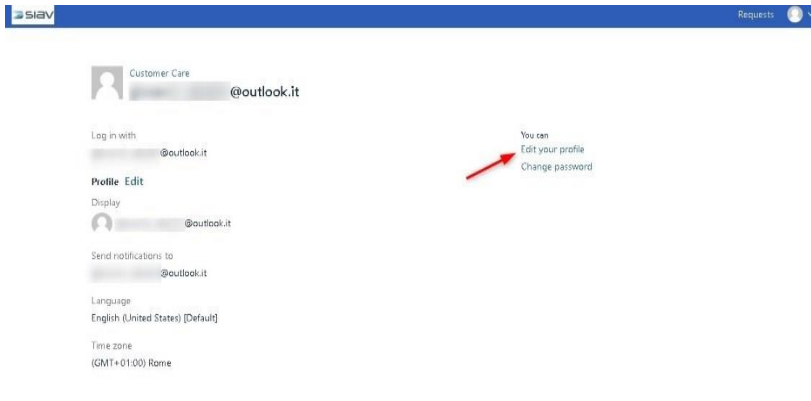 SIAV
Requests
Customer Care
@outlook.it
Log in with
@outlook.it
Profile Edit
Display
@outlook.it
Send notifications to
@outlook.it
Language
English (United States) [Default]
Time zone
(GMT+01:00) Rome
You can
Edit your profile
Change password